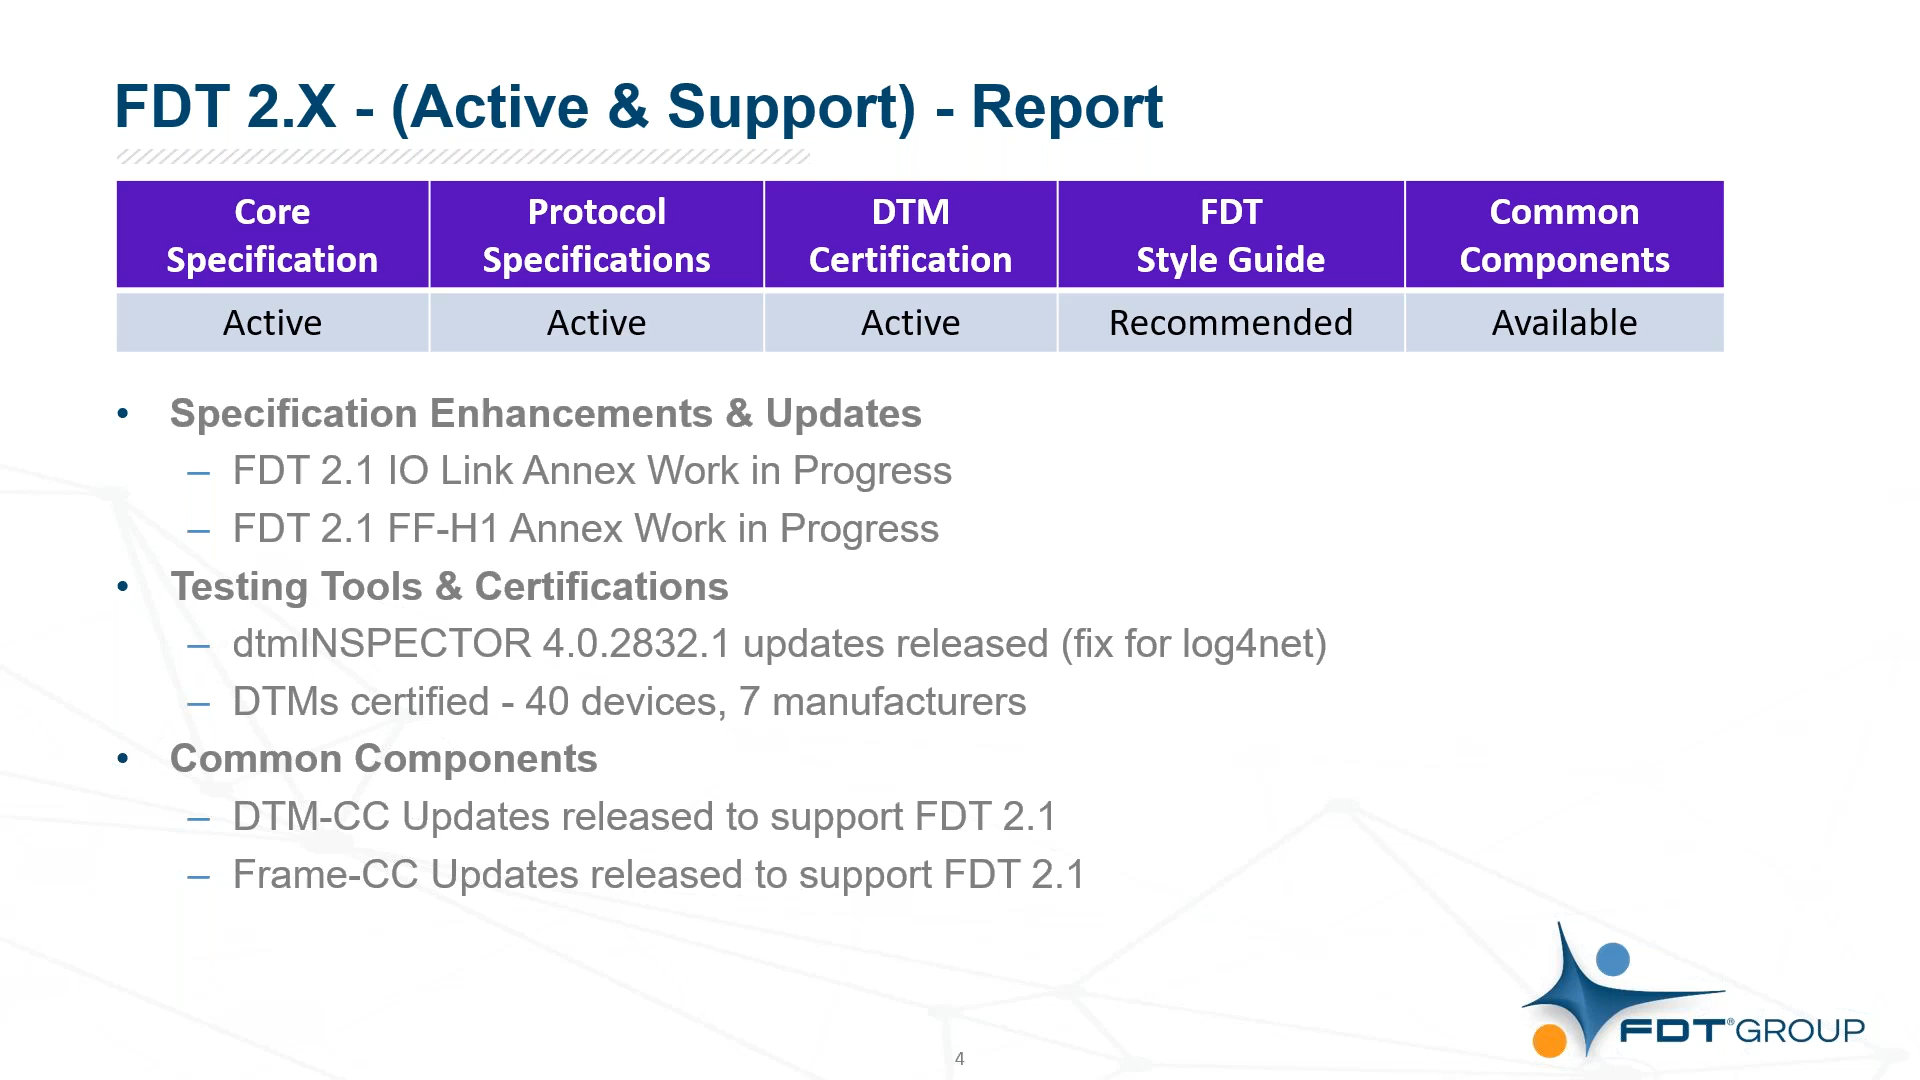 FDT 2.X - (Active & Support) - Report
Core Specification
Protocol Specifications
DTM Certification
FDT Style Guide
Common Components
Active
Active
Active
Recommended
Available
• Specification Enhancements & Updates
– FDT 2.1 IO Link Annex Work in Progress
– FDT 2.1 FF-H1 Annex Work in Progress
• Testing Tools & Certifications
– dtmINSPECTOR 4.0.2832.1 updates released (fix for log4net)
– DTMs certified - 40 devices, 7 manufacturers
• Common Components
– DTM-CC Updates released to support FDT 2.1
– Frame-CC Updates released to support FDT 2.1
FDT® GROUP
4